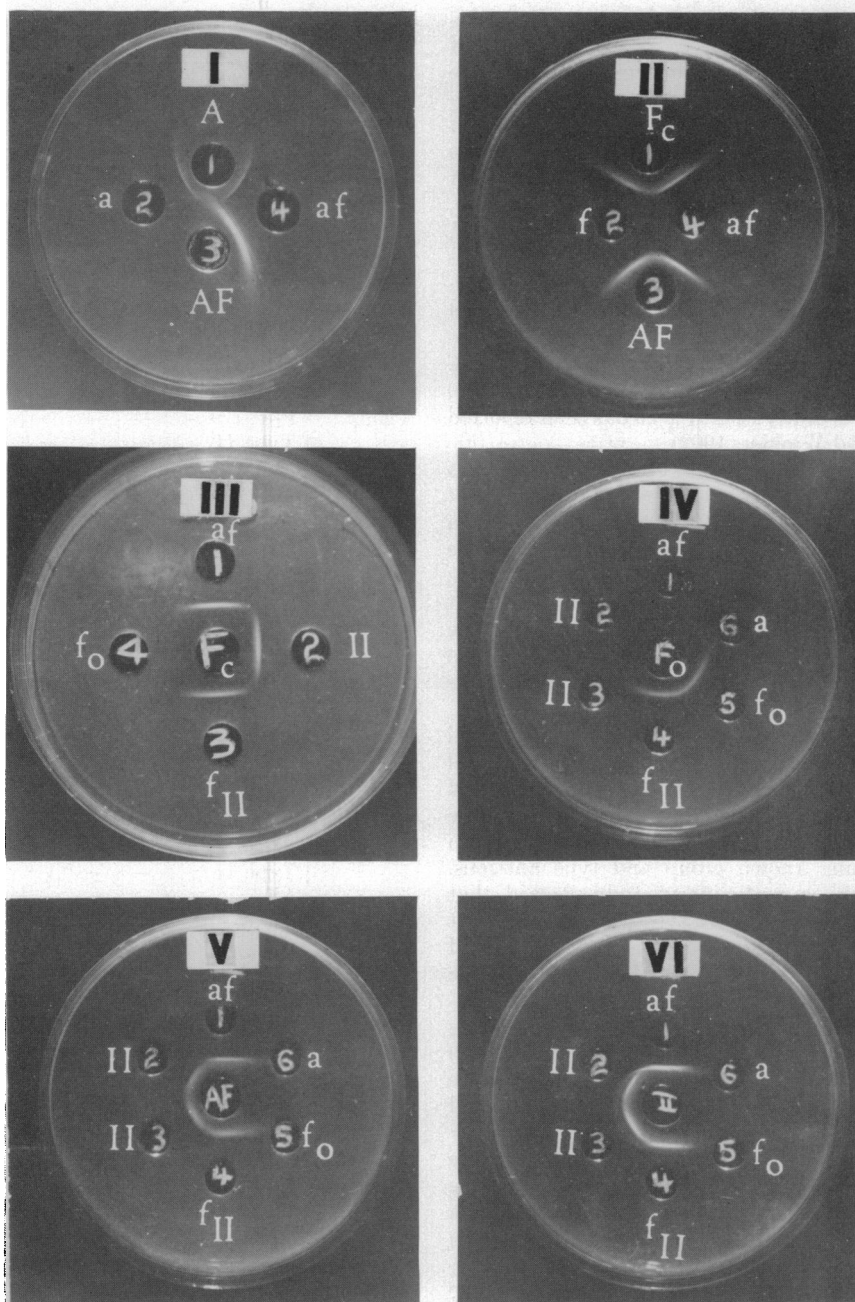 I
A
1
a 2 4 af
3
AF
II
Fc
1
f 2 4 af
3
AF
III
af
1
fo 4 Fc 2 II
3
fII
IV
af
1
II 2 6 a
Fo
II 3 5 fo
4
fII
V
af
1
II 2 6 a
AF
II 3 5 fo
4
fII
VI
af
1
II 2 6 a
II
II 3 5 fo
4
fII